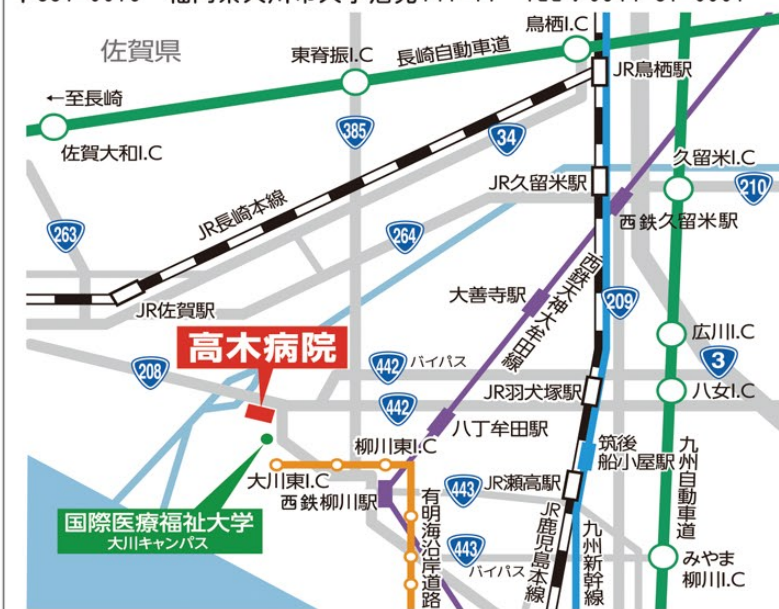 佐賀県
鳥栖I.C
東脊振I.C
長崎自動車道
JR鳥栖駅
←至長崎
佐賀大和I.C
385
34
久留米I.C
JR久留米駅
210
西鉄久留米駅
JR長崎本線
263
264
西鉄天神大牟田線
大善寺駅
209
JR佐賀駅
広川I.C
高木病院
3
208
442
バイパス
JR羽犬塚駅
八女I.C
442
八丁牟田駅
柳川東I.C
筑後
船小屋駅
九州自動車道
大川東I.C
443
JR瀬高駅
西鉄柳川駅
有明海沿岸道路
JR鹿児島本線
九州新幹線
国際医療福祉大学
大川キャンパス
443
バイパス
みやま
柳川I.C